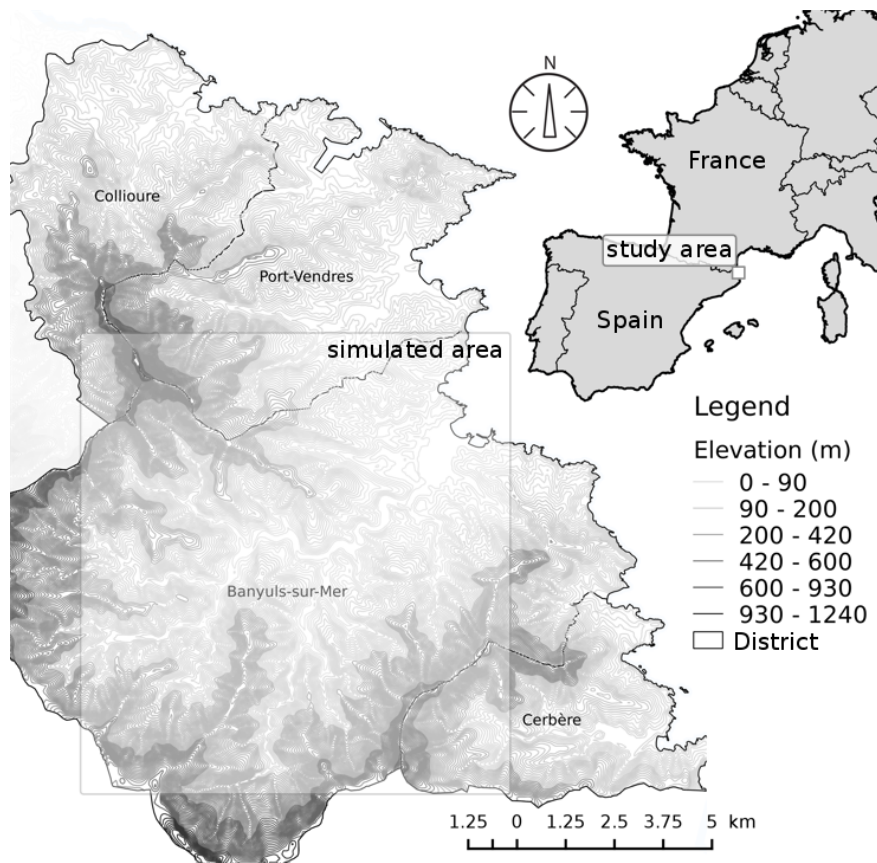 N
France
study area
Spain
Collioure
Port-Vendres
simulated area
Banyuls-sur-Mer
Cerbère
Legend
Elevation (m)
0 - 90
90 - 200
200 - 420
420 - 600
600 - 930
930 - 1240
District
1.25 0 1.25 2.5 3.75 5 km